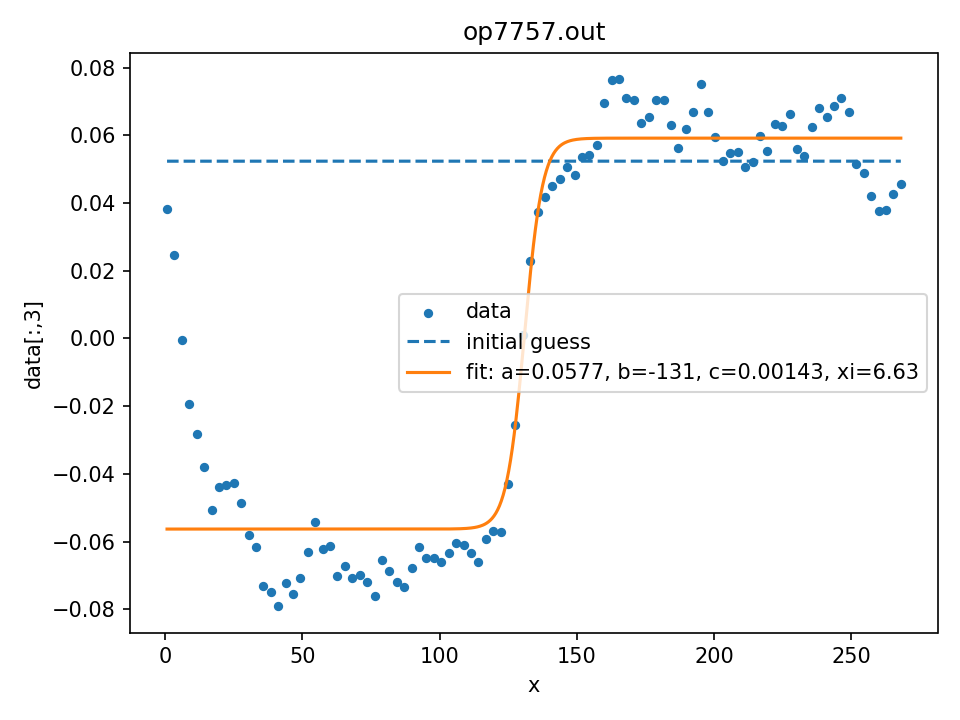 op7757.out
0.08
0.06
0.04
0.02
0.00
−0.02
−0.04
−0.06
−0.08
data[:,3]
data
initial guess
fit: a=0.0577, b=-131, c=0.00143, xi=6.63
0 50 100 150 200 250
x